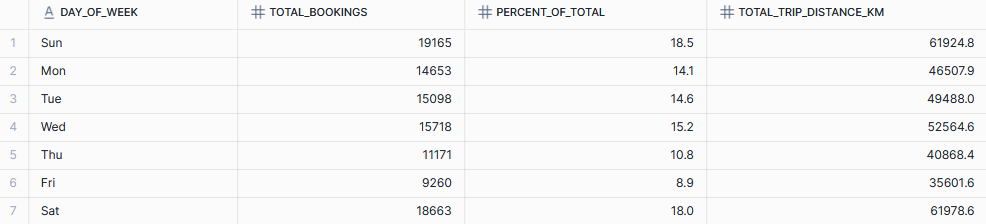 A DAY_OF_WEEK # TOTAL_BOOKINGS # PERCENT_OF_TOTAL # TOTAL_TRIP_DISTANCE_KM
1 Sun 19165 18.5 61924.8
2 Mon 14653 14.1 46507.9
3 Tue 15098 14.6 49488.0
4 Wed 15718 15.2 52564.6
5 Thu 11171 10.8 40868.4
6 Fri 9260 8.9 35601.6
7 Sat 18663 18.0 61978.6